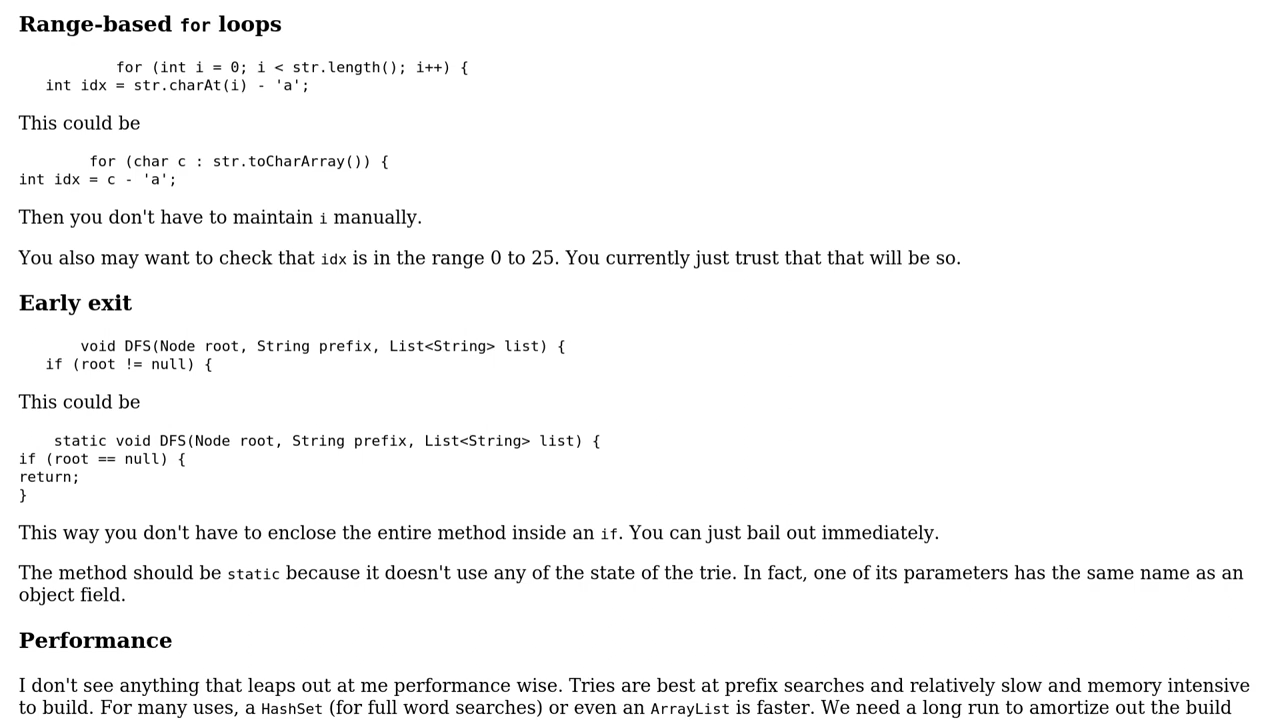 Range-based for loops
for (int i = 0; i < str.length(); i++) {
int idx = str.charAt(i) - 'a';
This could be
for (char c : str.toCharArray()) {
int idx = c - 'a';
Then you don't have to maintain i manually.
You also may want to check that idx is in the range 0 to 25. You currently just trust that that will be so.
Early exit
void DFS(Node root, String prefix, List<String> list) {
if (root != null) {
This could be
static void DFS(Node root, String prefix, List<String> list) {
if (root == null) {
return;
}
This way you don't have to enclose the entire method inside an if. You can just bail out immediately.
The method should be static because it doesn't use any of the state of the trie. In fact, one of its parameters has the same name as an
object field.
Performance
I don't see anything that leaps out at me performance wise. Tries are best at prefix searches and relatively slow and memory intensive
to build. For many uses, a HashSet (for full word searches) or even an ArrayList is faster. We need a long run to amortize out the build